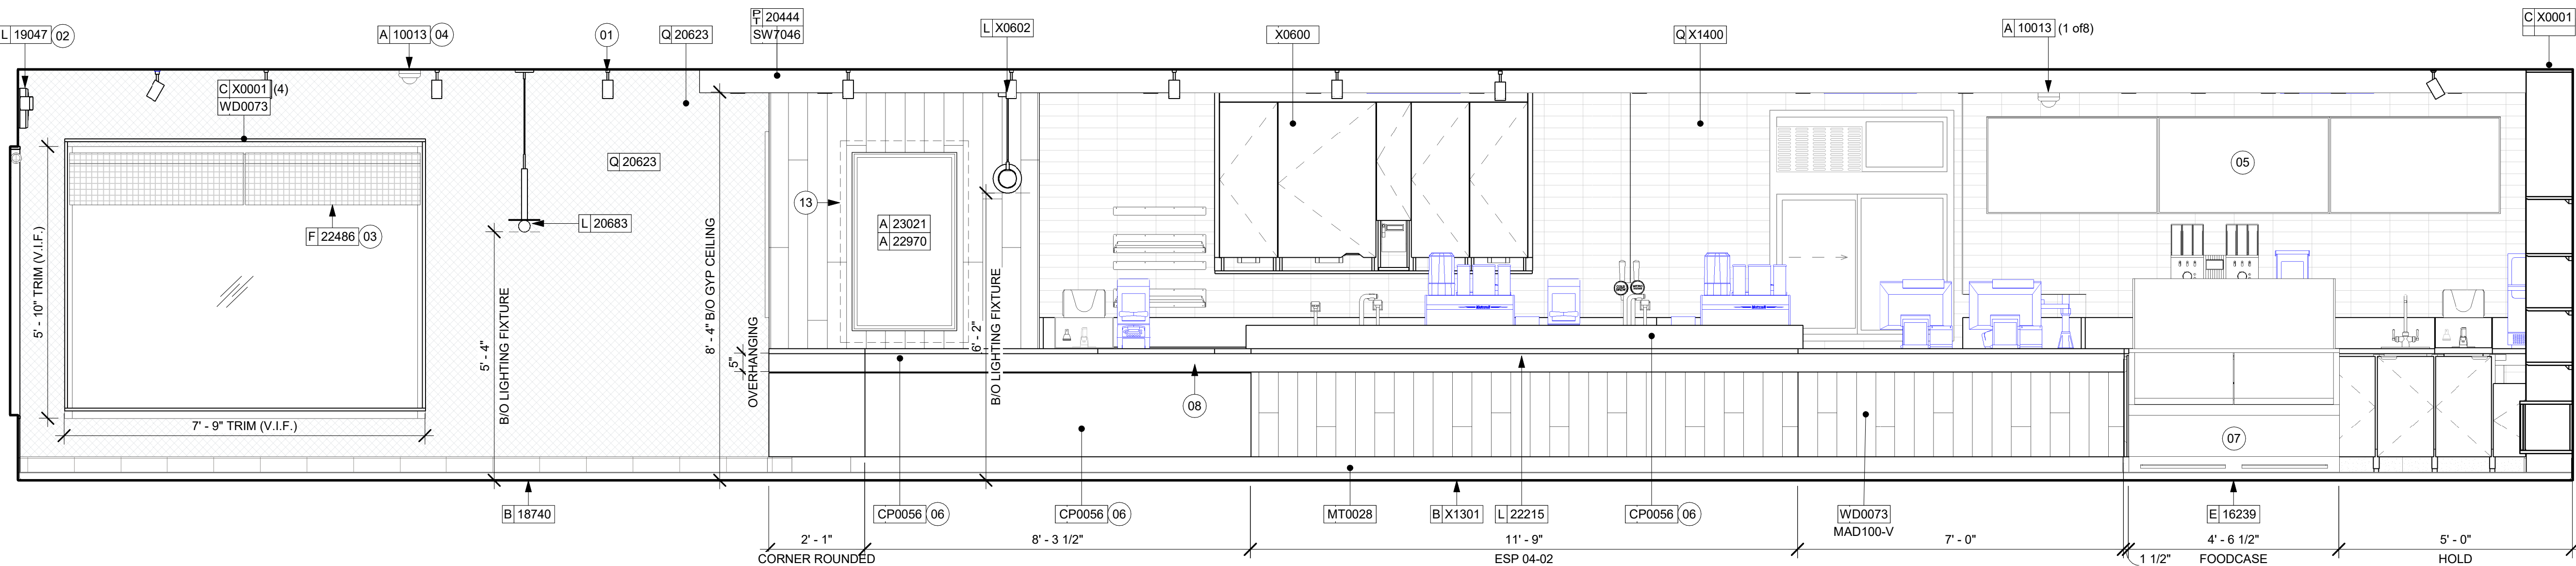 L 19047 02
A 10013 04
01
Q 20623
PT 20444
SW7046
L X0602
X0600
Q X1400
A 10013 (1 of8)
C X0001
C X0001 (4)
WD0073
Q 20623
05
13
A 23021
A 22970
L 20683
F 22486 03
5' - 10" TRIM (V.I.F.)
5' - 4"
B/O LIGHTING FIXTURE
8' - 4" B/O GYP CEILING
5"
OVERHANGING
6' - 2"
B/O LIGHTING FIXTURE
7' - 9" TRIM (V.I.F.)
08
07
B 18740
CP0056 06
CP0056 06
MT0028
B X1301
L 22215
CP0056 06
WD0073
MAD100-V
E 16239
2' - 1"
CORNER ROUNDED
8' - 3 1/2"
11' - 9"
ESP 04-02
7' - 0"
1 1/2"
4' - 6 1/2"
FOODCASE
5' - 0"
HOLD